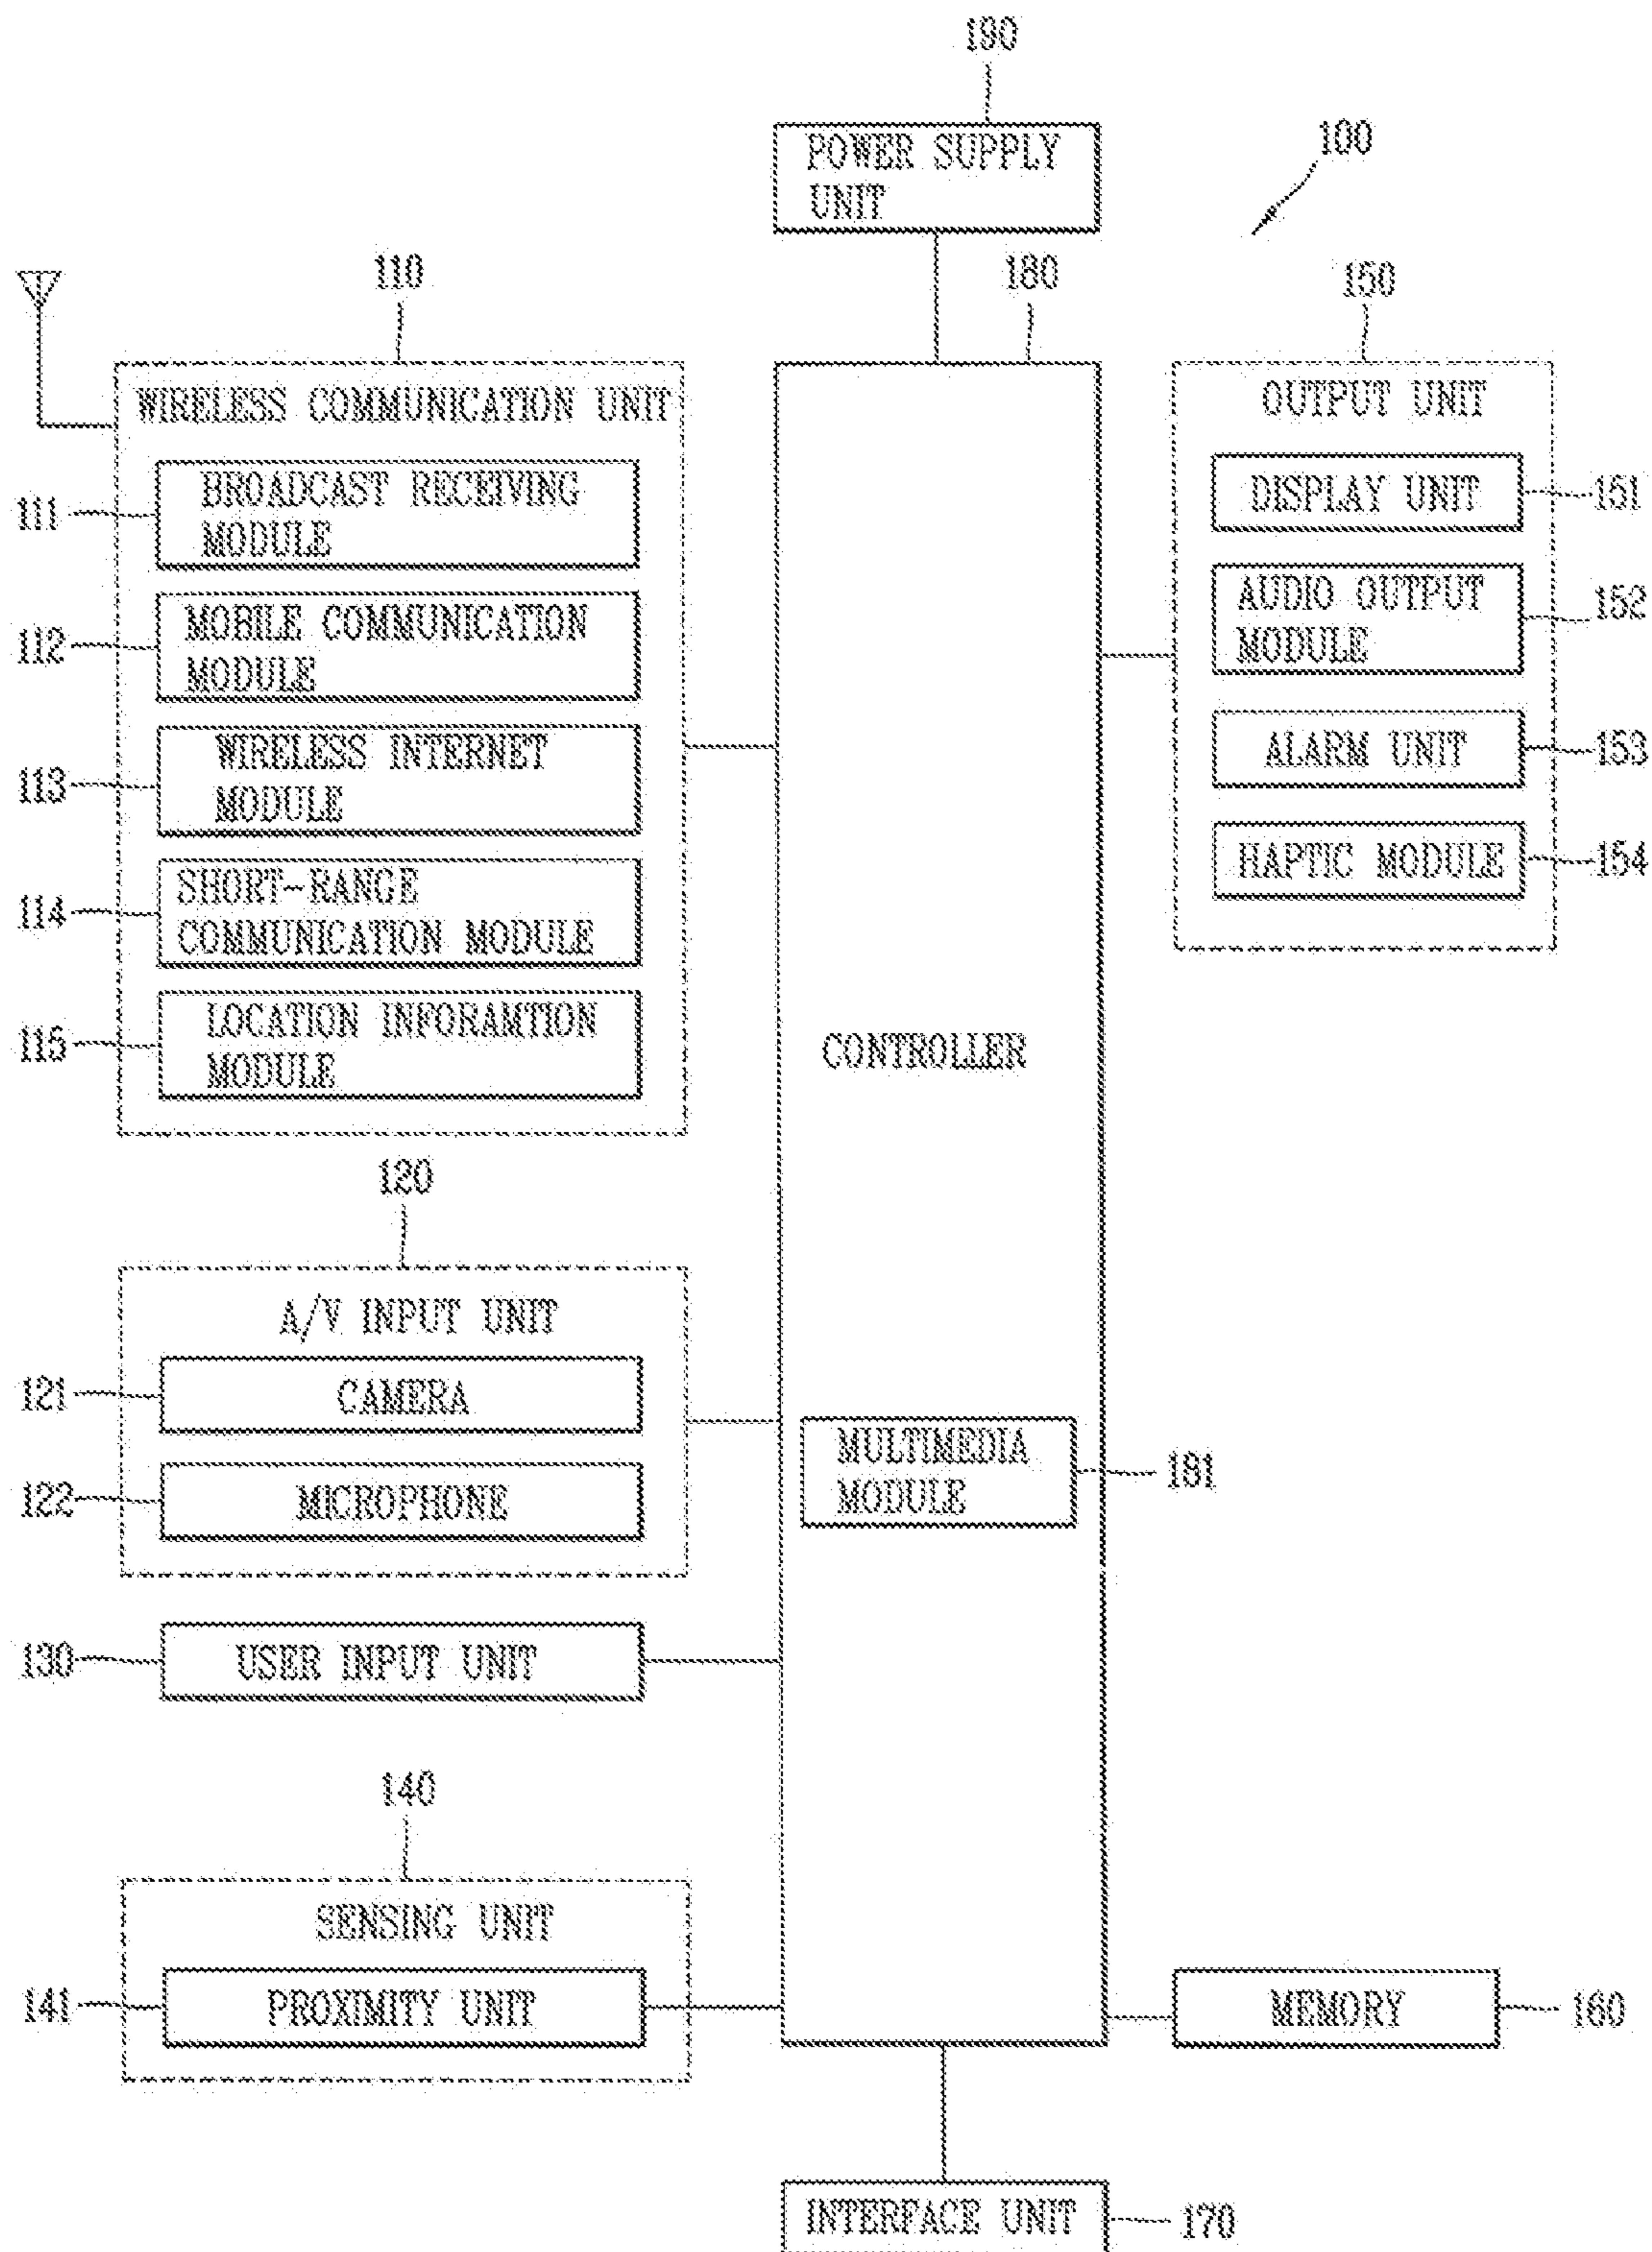 190
POWER SUPPLY
UNIT
100
110
180
150
WIRELESS COMMUNICATION UNIT
BROADCAST RECEIVING
MODULE
111
MOBILE COMMUNICATION
MODULE
112
WIRELESS INTERNET
MODULE
113
SHORT-RANGE
COMMUNICATION MODULE
114
LOCATION INFORAMTION
MODULE
115
OUTPUT UNIT
DISPLAY UNIT
151
AUDIO OUTPUT
MODULE
152
ALARM UNIT
153
HAPTIC MODULE
154
CONTROLLER
120
A/V INPUT UNIT
121
CAMERA
122
MICROPHONE
MULTIMEDIA
MODULE
181
130
USER INPUT UNIT
140
SENSING UNIT
141
PROXIMITY UNIT
MEMORY
160
INTERFACE UNIT
170